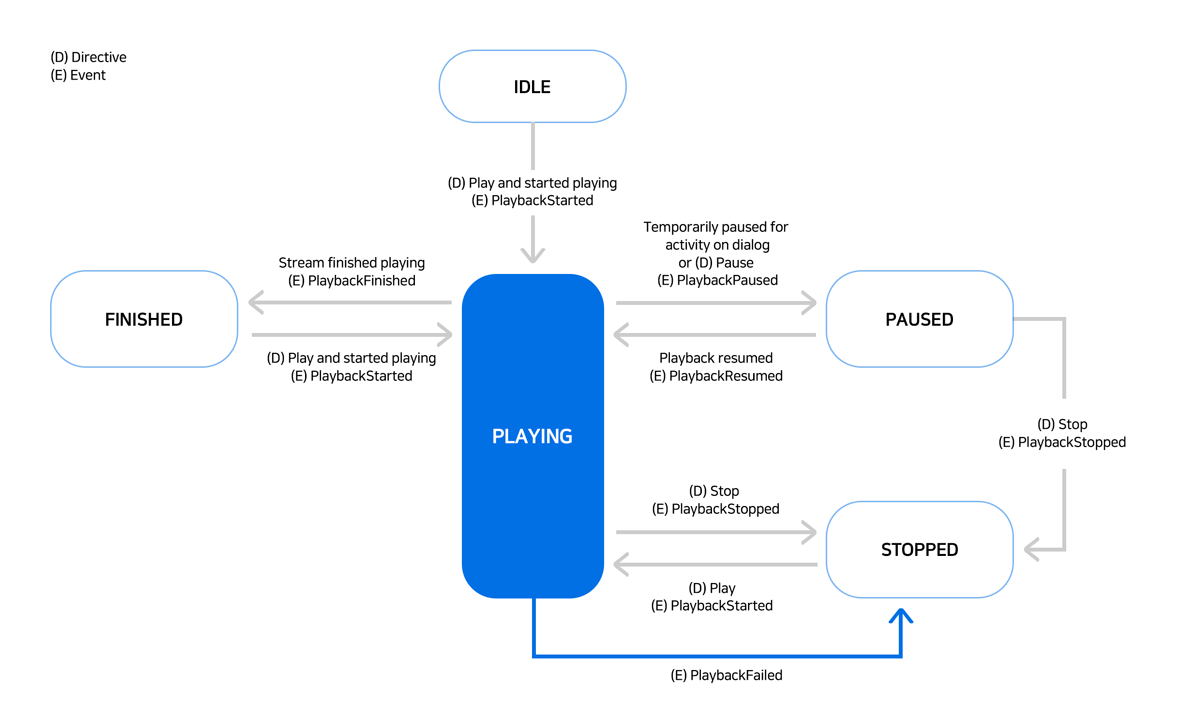 (D) Directive
(E) Event
IDLE
(D) Play and started playing
(E) PlaybackStarted
Temporarily paused for
activity on dialog
or (D) Pause
(E) PlaybackPaused
Stream finished playing
(E) PlaybackFinished
FINISHED
PAUSED
(D) Play and started playing
(E) PlaybackStarted
Playback resumed
(E) PlaybackResumed
PLAYING
(D) Stop
(E) PlaybackStopped
(D) Stop
(E) PlaybackStopped
STOPPED
(D) Play
(E) PlaybackStarted
(E) PlaybackFailed